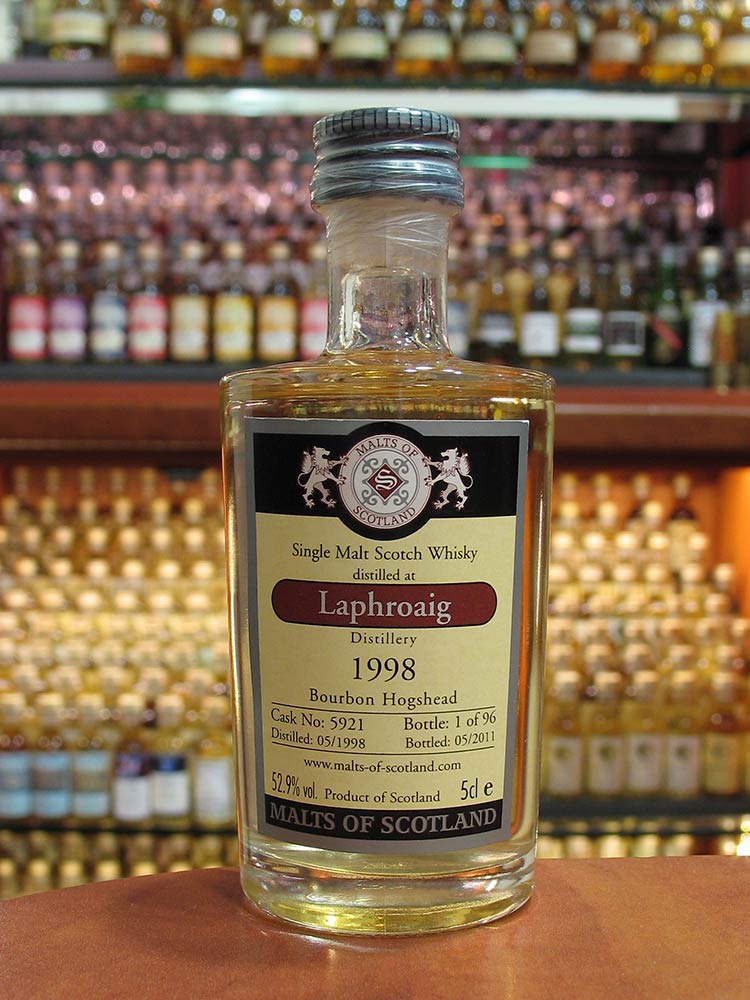 MALTS OF
S
SCOTLAND
Single Malt Scotch Whisky
distilled at
Laphroaig
Distillery
1998
Bourbon Hogshead
Cask No: 5921 Bottle: 1 of 96
Distilled: 05/1998 Bottled: 05/2011
www.malts-of-scotland.com
52.9% vol. Product of Scotland 5cl e
MALTS OF SCOTLAND